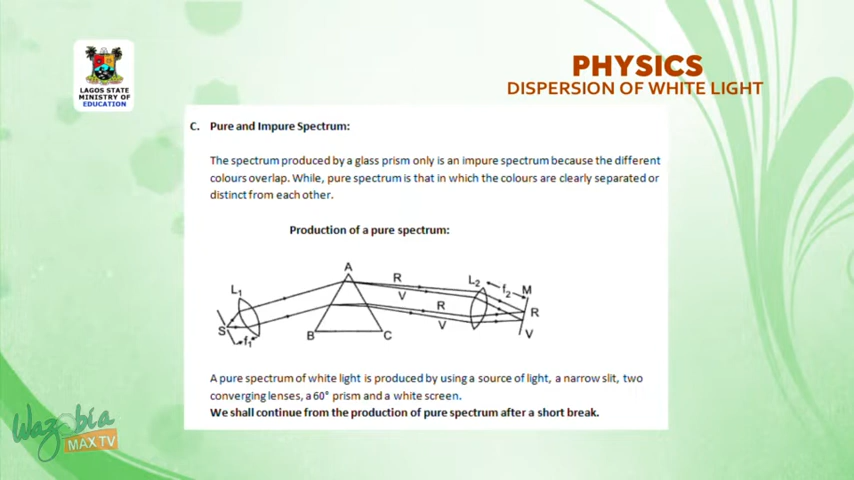 LAGOS STATE
MINISTRY OF
EDUCATION
PHYSICS
DISPERSION OF WHITE LIGHT
C. Pure and Impure Spectrum:
The spectrum produced by a glass prism only is an impure spectrum because the different
colours overlap. While, pure spectrum is that in which the colours are clearly separated or
distinct from each other.
Production of a pure spectrum:
A
L1
R
L2
f2
M
V
R
R
S
f1
B
C
V
V
A pure spectrum of white light is produced by using a source of light, a narrow slit, two
converging lenses, a 60° prism and a white screen.
We shall continue from the production of pure spectrum after a short break.
Wazobia
MAX TV